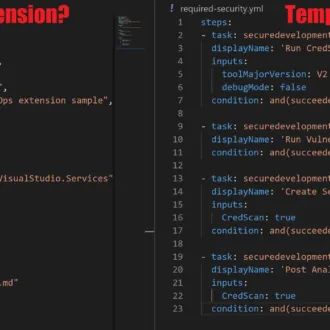 ension?
Temp
required-security.yml
Ops extension sample",
VisualStudio.Services"
.md"
1 steps:
2 - task: securedevelopment
3 displayName: 'Run CredS
4 inputs:
5 toolMajorVersion: V2
6 debugMode: false
7 condition: and(succeede
8
9 - task: securedevelopment
10 displayName: 'Run Vuln
11 condition: and(succeede
12
13 - task: securedevelopment
14 displayName: 'Create Se
15 inputs:
16 CredScan: true
17 condition: and(succeede
18
19 - task: securedevelopment
20 displayName: 'Post Anal
21 inputs:
22 CredScan: true
23 condition: and(succeede